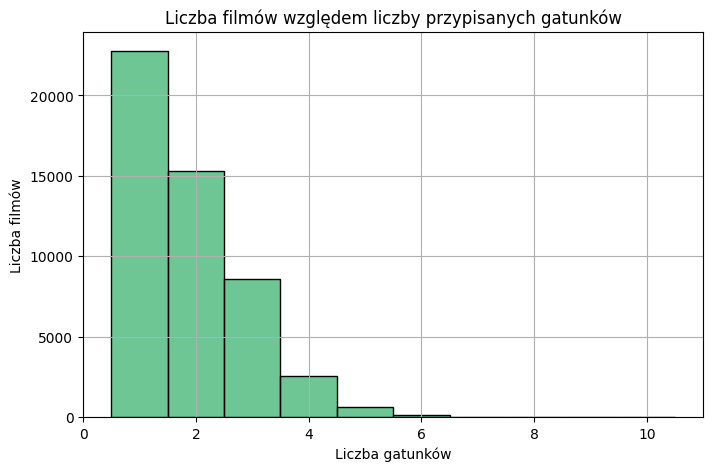 Liczba filmów względem liczby przypisanych gatunków
Liczba filmów
20000
15000
10000
5000
0
0 2 4 6 8 10
Liczba gatunków